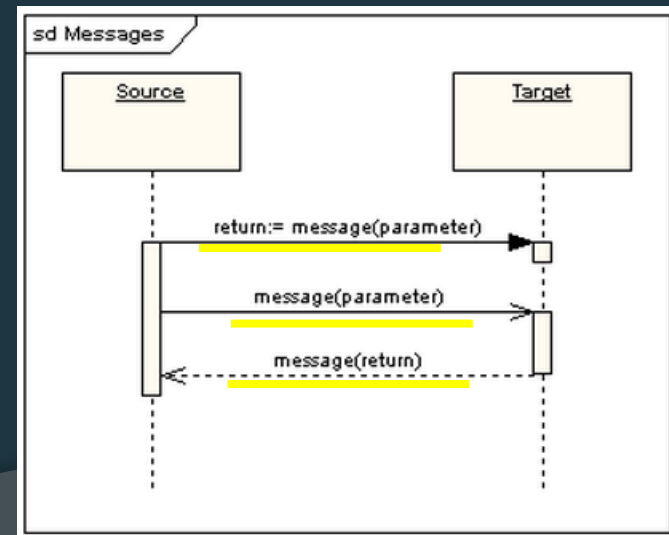 sd Messages
Source
Target
return:= message(parameter)
message(parameter)
message(return)